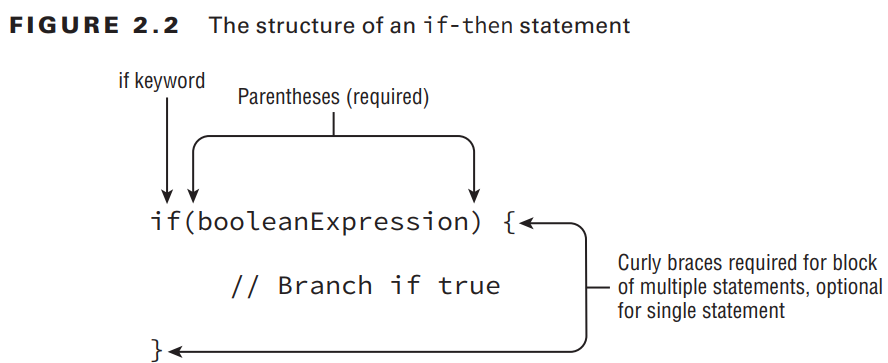 FIGURE 2.2 The structure of an if-then statement
if keyword
Parentheses (required)
if(booleanExpression) {
// Branch if true
}
Curly braces required for block
of multiple statements, optional
for single statement